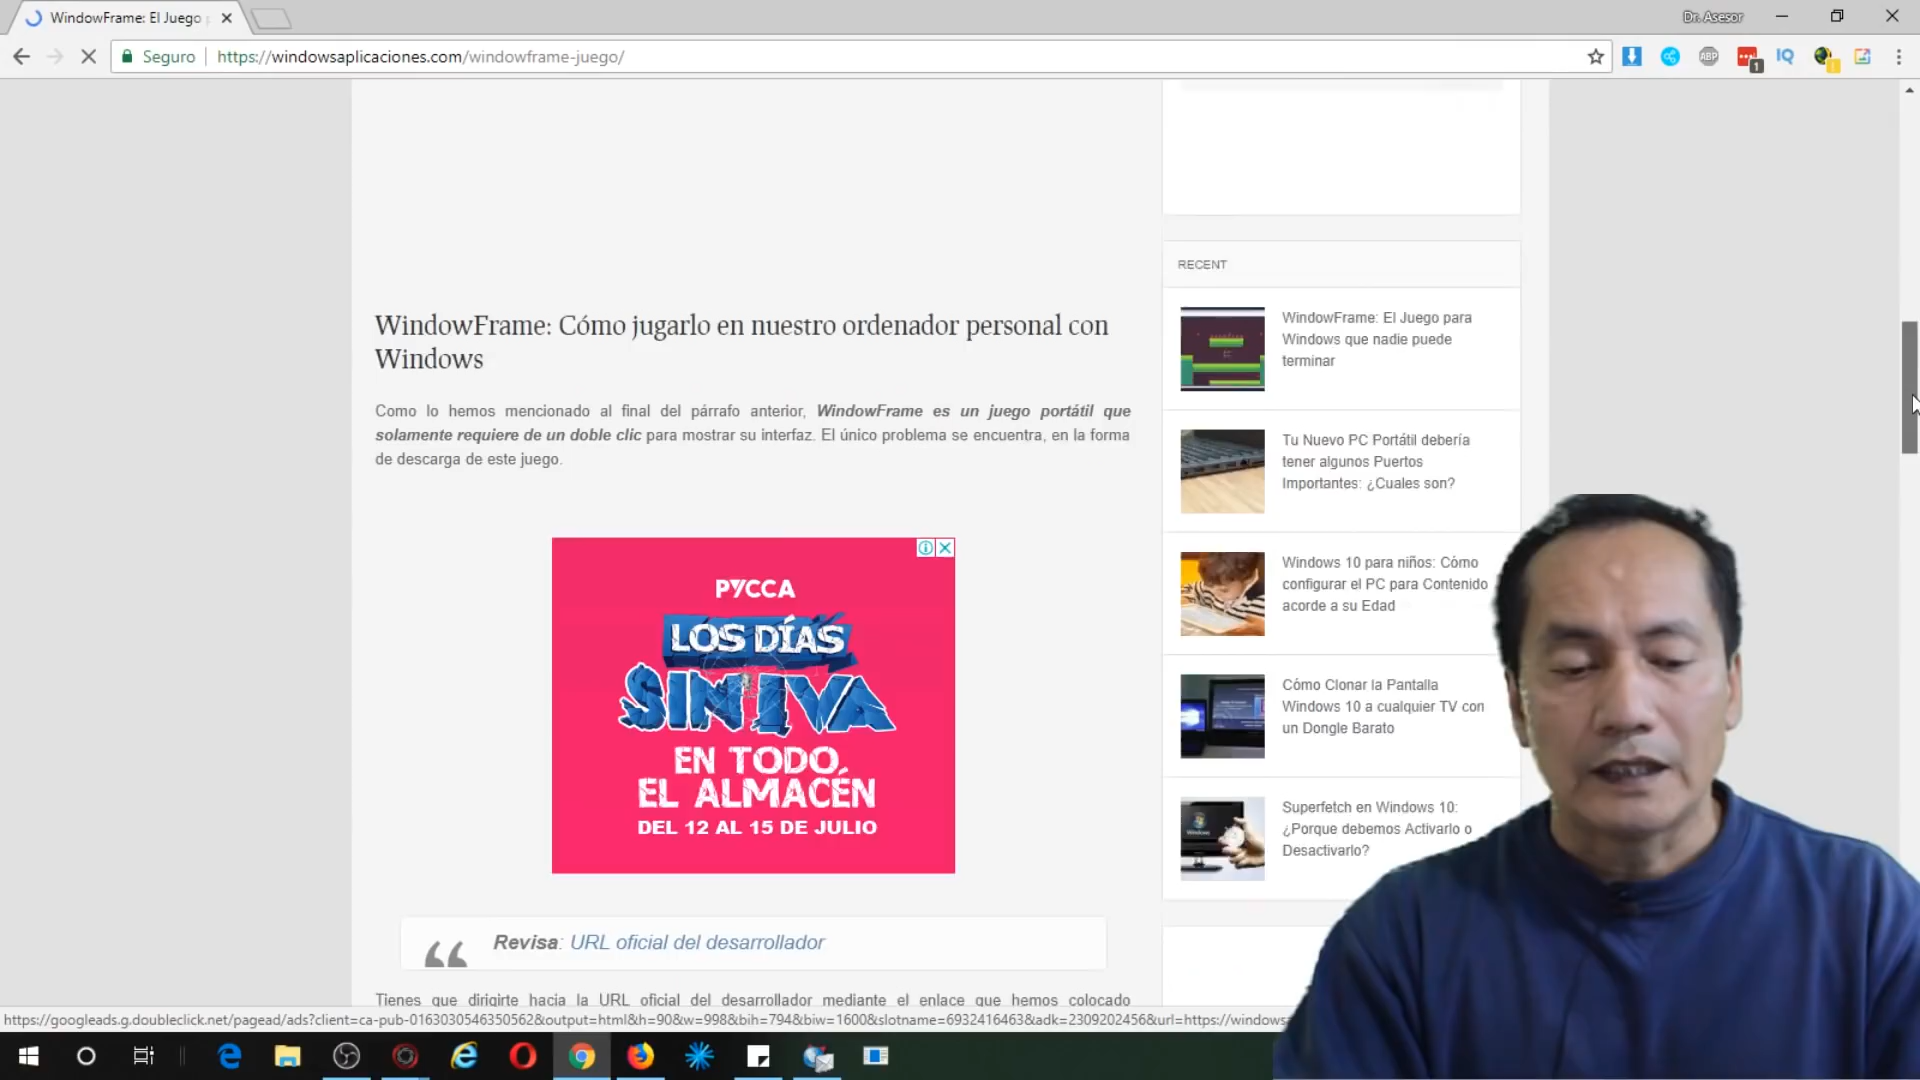 WindowFrame: El Juego p
Dr. Asesor
Seguro
https://windowsaplicaciones.com/windowframe-juego/
ABP
1
IQ
RECENT
WindowFrame: Cómo jugarlo en nuestro ordenador personal con
Windows
Como lo hemos mencionado al final del párrafo anterior, WindowFrame es un juego portátil que
solamente requiere de un doble clic para mostrar su interfaz. El único problema se encuentra, en la forma
de descarga de este juego.
PYCCA
LOS DÍAS
SIN IVA
EN TODO
EL ALMACÉN
DEL 12 AL 15 DE JULIO
Revisa: URL oficial del desarrollador
Tienes que dirigirte hacia la URL oficial del desarrollador mediante el enlace que hemos colocado
WindowFrame: El Juego para
Windows que nadie puede
terminar
Tu Nuevo PC Portátil debería
tener algunos Puertos
Importantes: ¿Cuales son?
Windows 10 para niños: Cómo
configurar el PC para Contenido
acorde a su Edad
Cómo Clonar la Pantalla
Windows 10 a cualquier TV con
un Dongle Barato
Superfetch en Windows 10:
¿Porque debemos Activarlo o
Desactivarlo?
https://googleads.g.doubleclick.net/pagead/ads?client=ca-pub-0163030546350562&output=html&h=90&w=998&bih=794&biw=1600&slotname=6932416463&adk=2309202456&url=https://windows